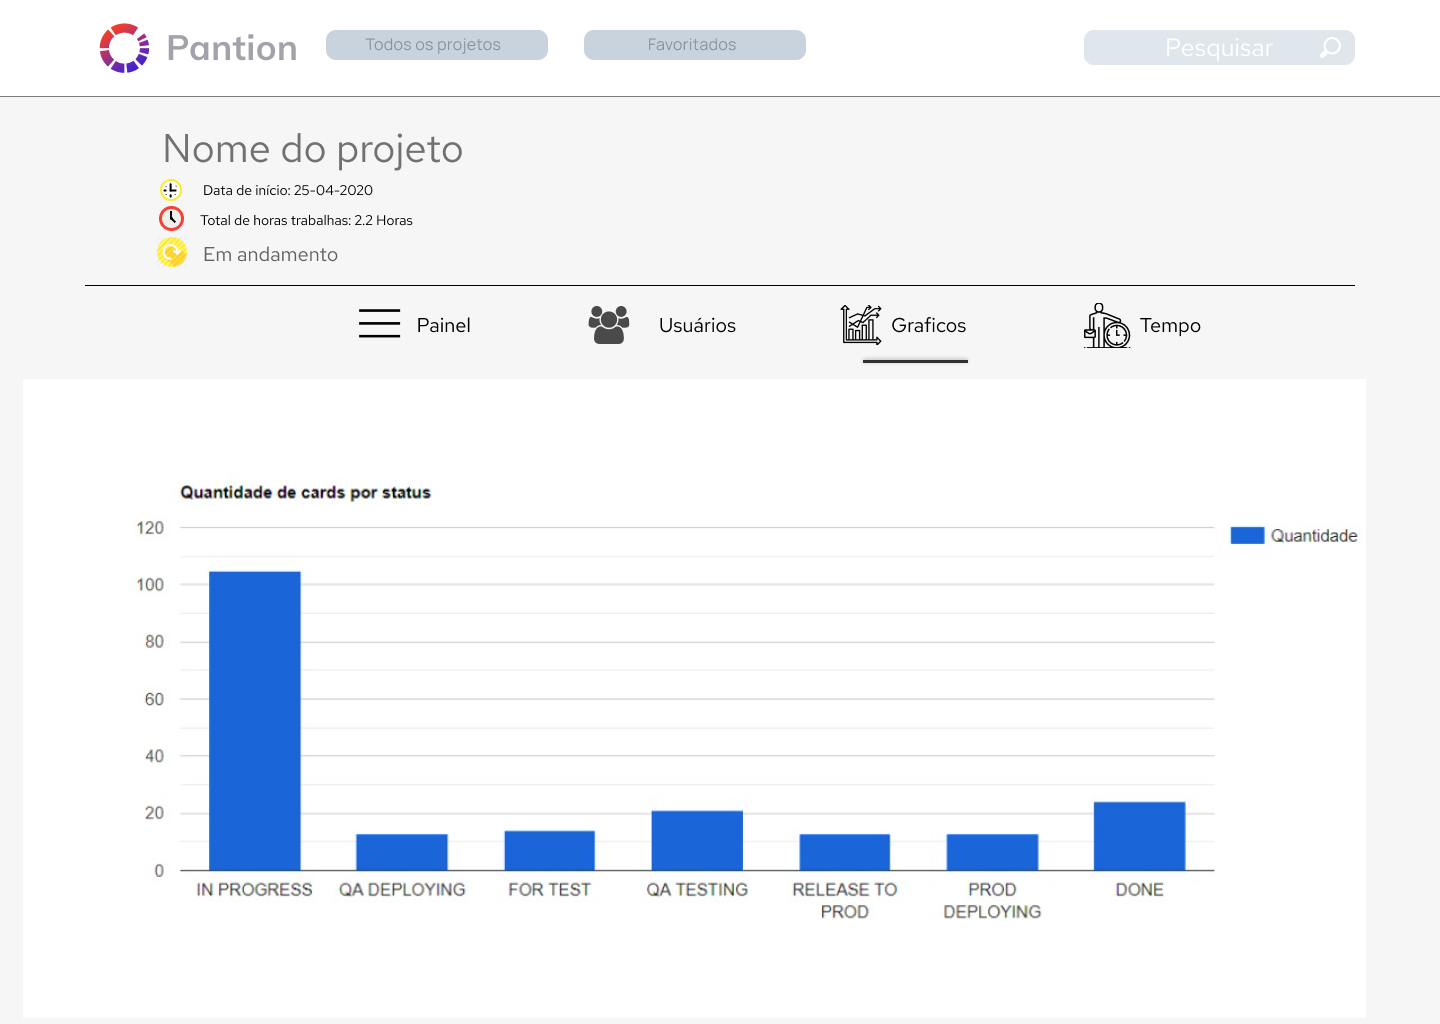 Pantion
Todos os projetos
Favoritados
Pesquisar
Nome do projeto
Data de início: 25-04-2020
Total de horas trabalhas: 2.2 Horas
Em andamento
Painel
Usuários
Graficos
Tempo
Quantidade de cards por status
120
100
80
60
40
20
0
Quantidade
IN PROGRESS
QA DEPLOYING
FOR TEST
QA TESTING
RELEASE TO
PROD
PROD
DEPLOYING
DONE